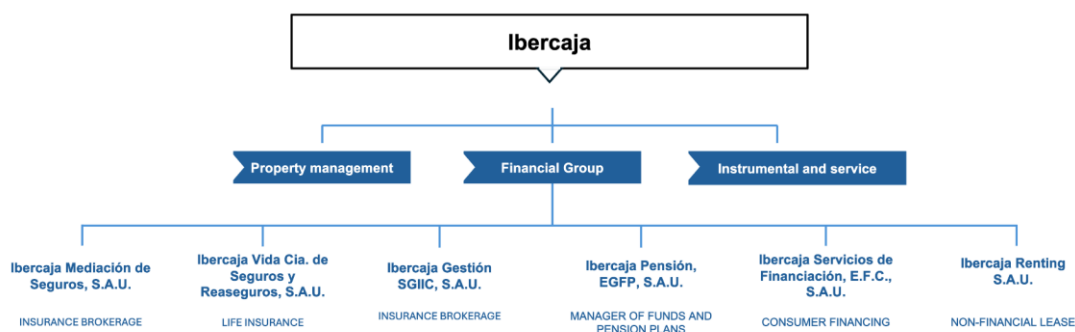 Ibercaja
Property management
Financial Group
Instrumental and service
Ibercaja Mediación de
Seguros, S.A.U.
INSURANCE BROKERAGE
Ibercaja Vida Cia. de
Seguros y
Reaseguros, S.A.U.
LIFE INSURANCE
Ibercaja Gestión
SGIIC, S.A.U.
INSURANCE BROKERAGE
Ibercaja Pensión,
EGFP, S.A.U.
MANAGER OF FUNDS AND
PENSION PLANS
Ibercaja Servicios de
Financiación, E.F.C.,
S.A.U.
CONSUMER FINANCING
Ibercaja Renting
S.A.U.
NON-FINANCIAL LEASE